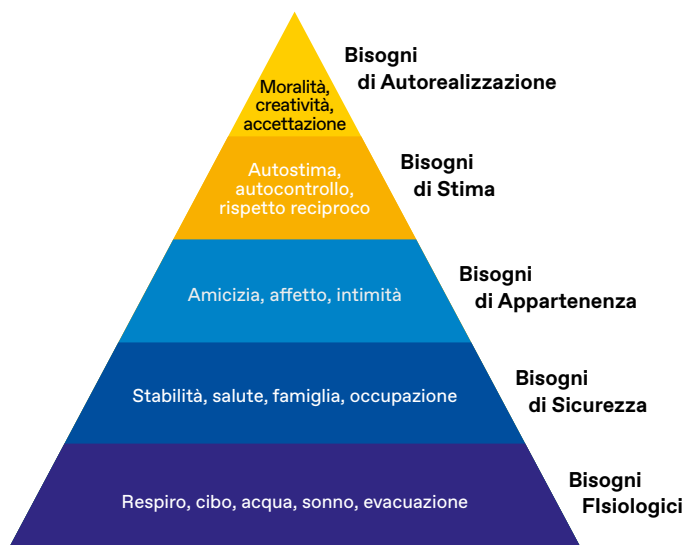 Bisogni
di Autorealizzazione
Moralità,
creatività,
accettazione
Bisogni
di Stima
Autostima,
autocontrollo,
rispetto reciproco
Bisogni
di Appartenenza
Amicizia, affetto, intimità
Bisogni
di Sicurezza
Stabilità, salute, famiglia, occupazione
Bisogni
FIsiologici
Respiro, cibo, acqua, sonno, evacuazione